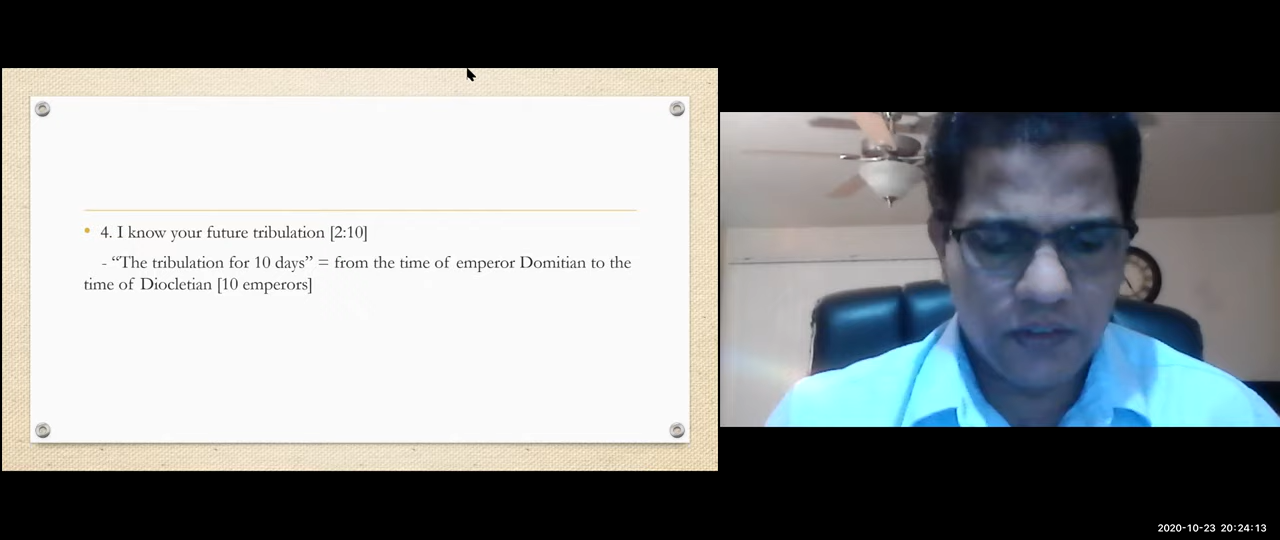 • 4. I know your future tribulation [2:10]
- “The tribulation for 10 days” = from the time of emperor Domitian to the
time of Diocletian [10 emperors]
2020-10-23 20:24:13